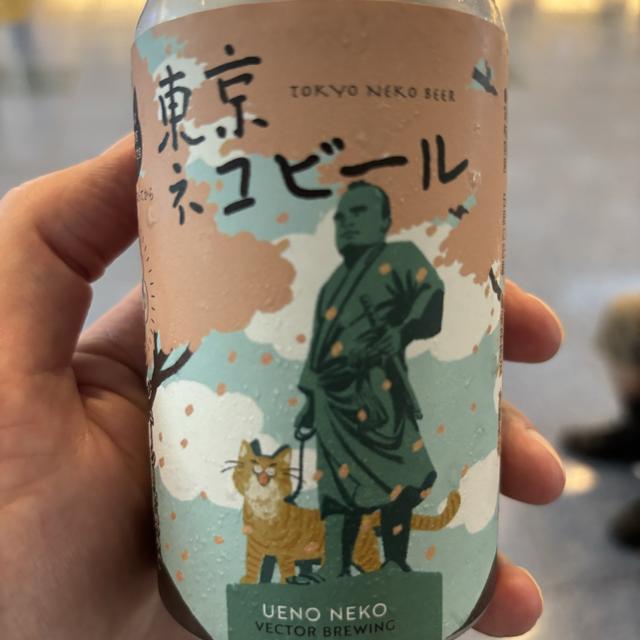 東京
TOKYO NEKO BEER
ネコビール
UENO NEKO
VECTOR BREWING